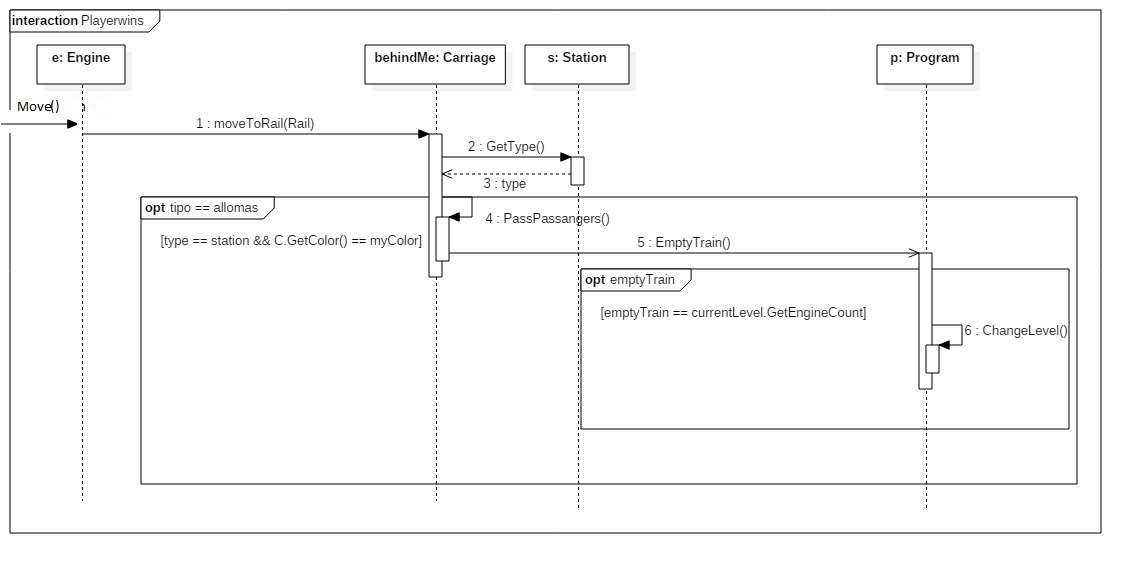 interaction Playerwins
e: Engine
behindMe: Carriage
s: Station
p: Program
Move()
1 : moveToRail(Rail)
2 : GetType()
3 : type
opt tipo == allomas
4 : PassPassangers()
[type == station && C.GetColor() == myColor]
5 : EmptyTrain()
opt emptyTrain
[emptyTrain == currentLevel.GetEngineCount]
6 : ChangeLevel()